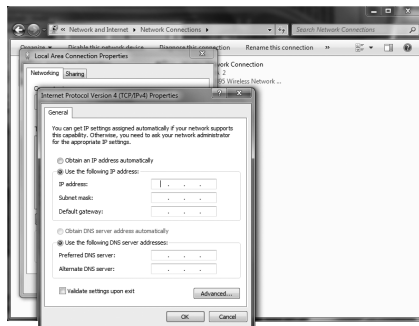 « Network and Internet ▸ Network Connections ▸
Search Network Connections
Organize ▾ Disable this network device Diagnose this connection Rename this connection »
Local Area Connection Properties
Networking Sharing
work Connection
Wireless Network ...
Internet Protocol Version 4 (TCP/IPv4) Properties
General
You can get IP settings assigned automatically if your network supports
this capability. Otherwise, you need to ask your network administrator
for the appropriate IP settings.
Obtain an IP address automatically
Use the following IP address:
IP address:
Subnet mask:
Default gateway:
Obtain DNS server address automatically
Use the following DNS server addresses:
Preferred DNS server:
Alternate DNS server:
Validate settings upon exit
Advanced...
OK Cancel